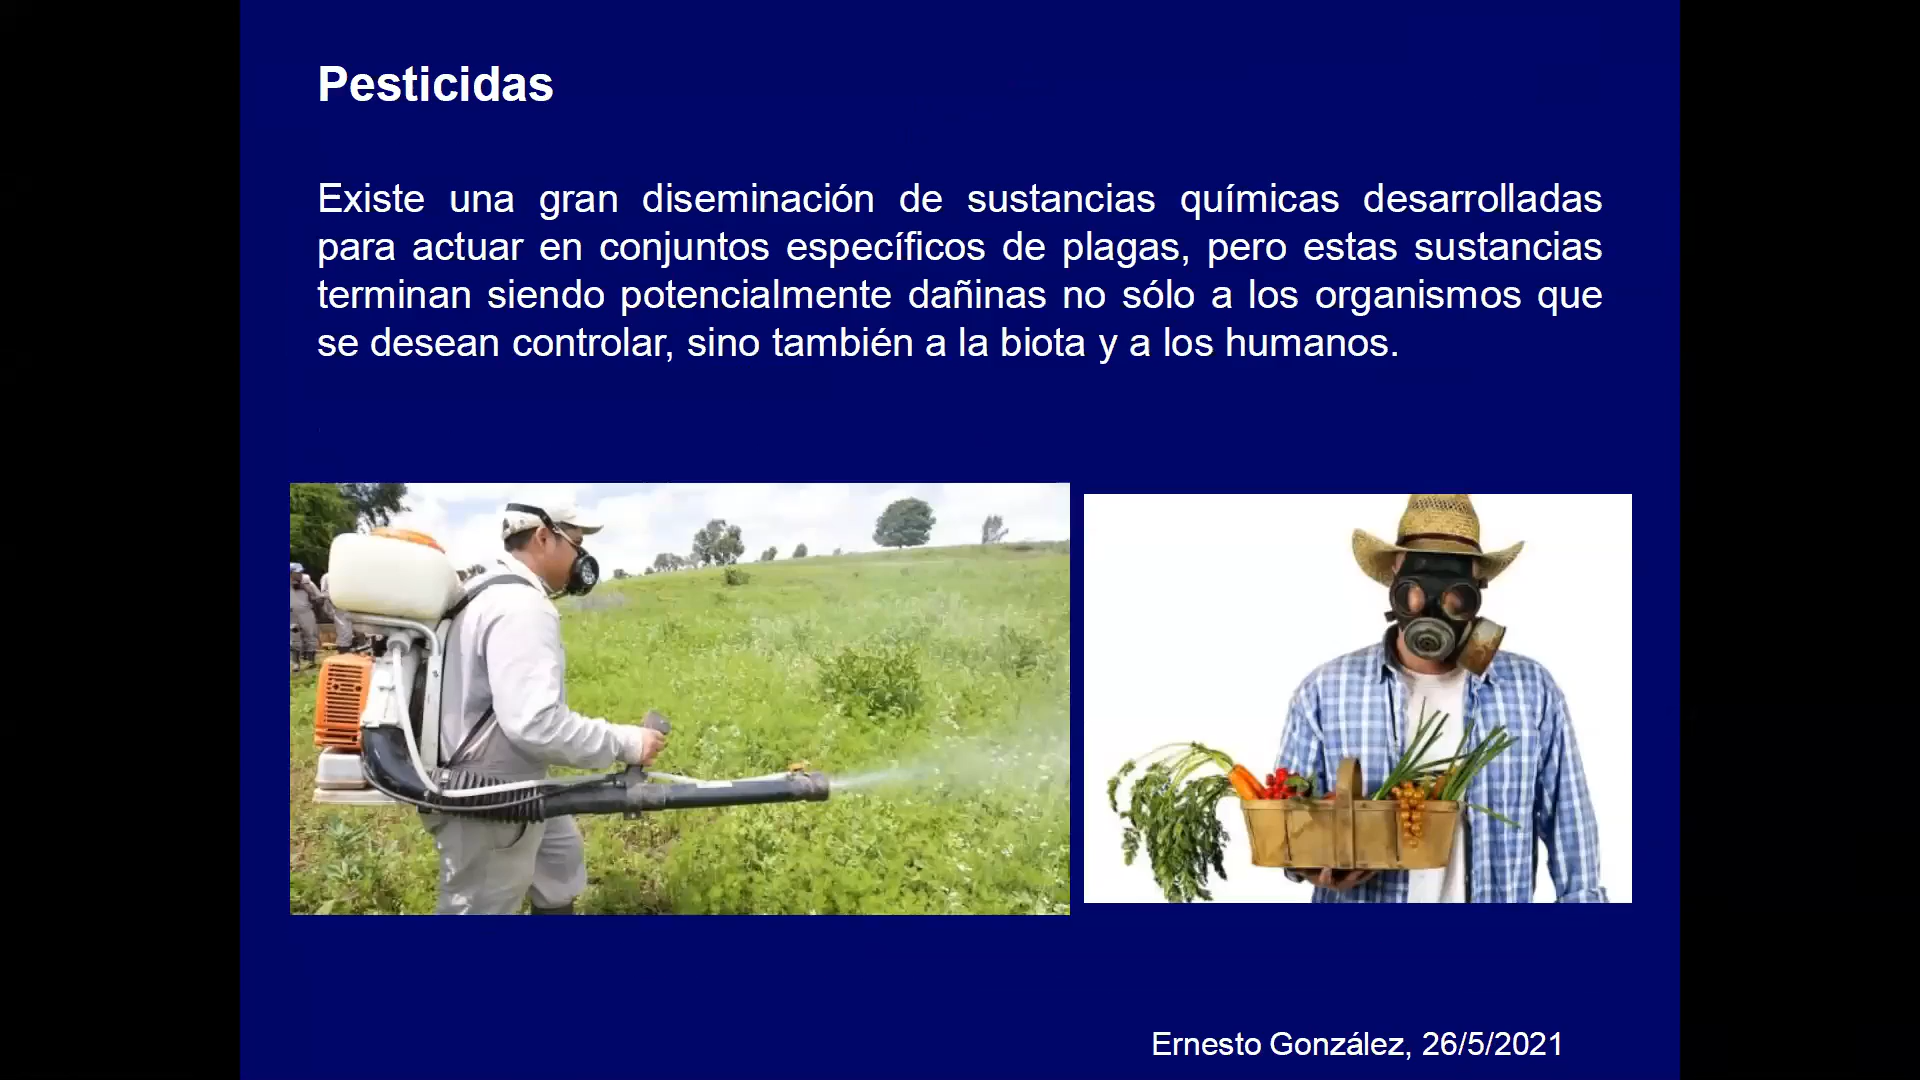 Pesticidas
Existe una gran diseminación de sustancias químicas desarrolladas
para actuar en conjuntos específicos de plagas, pero estas sustancias
terminan siendo potencialmente dañinas no sólo a los organismos que
se desean controlar, sino también a la biota y a los humanos.
Ernesto González, 26/5/2021